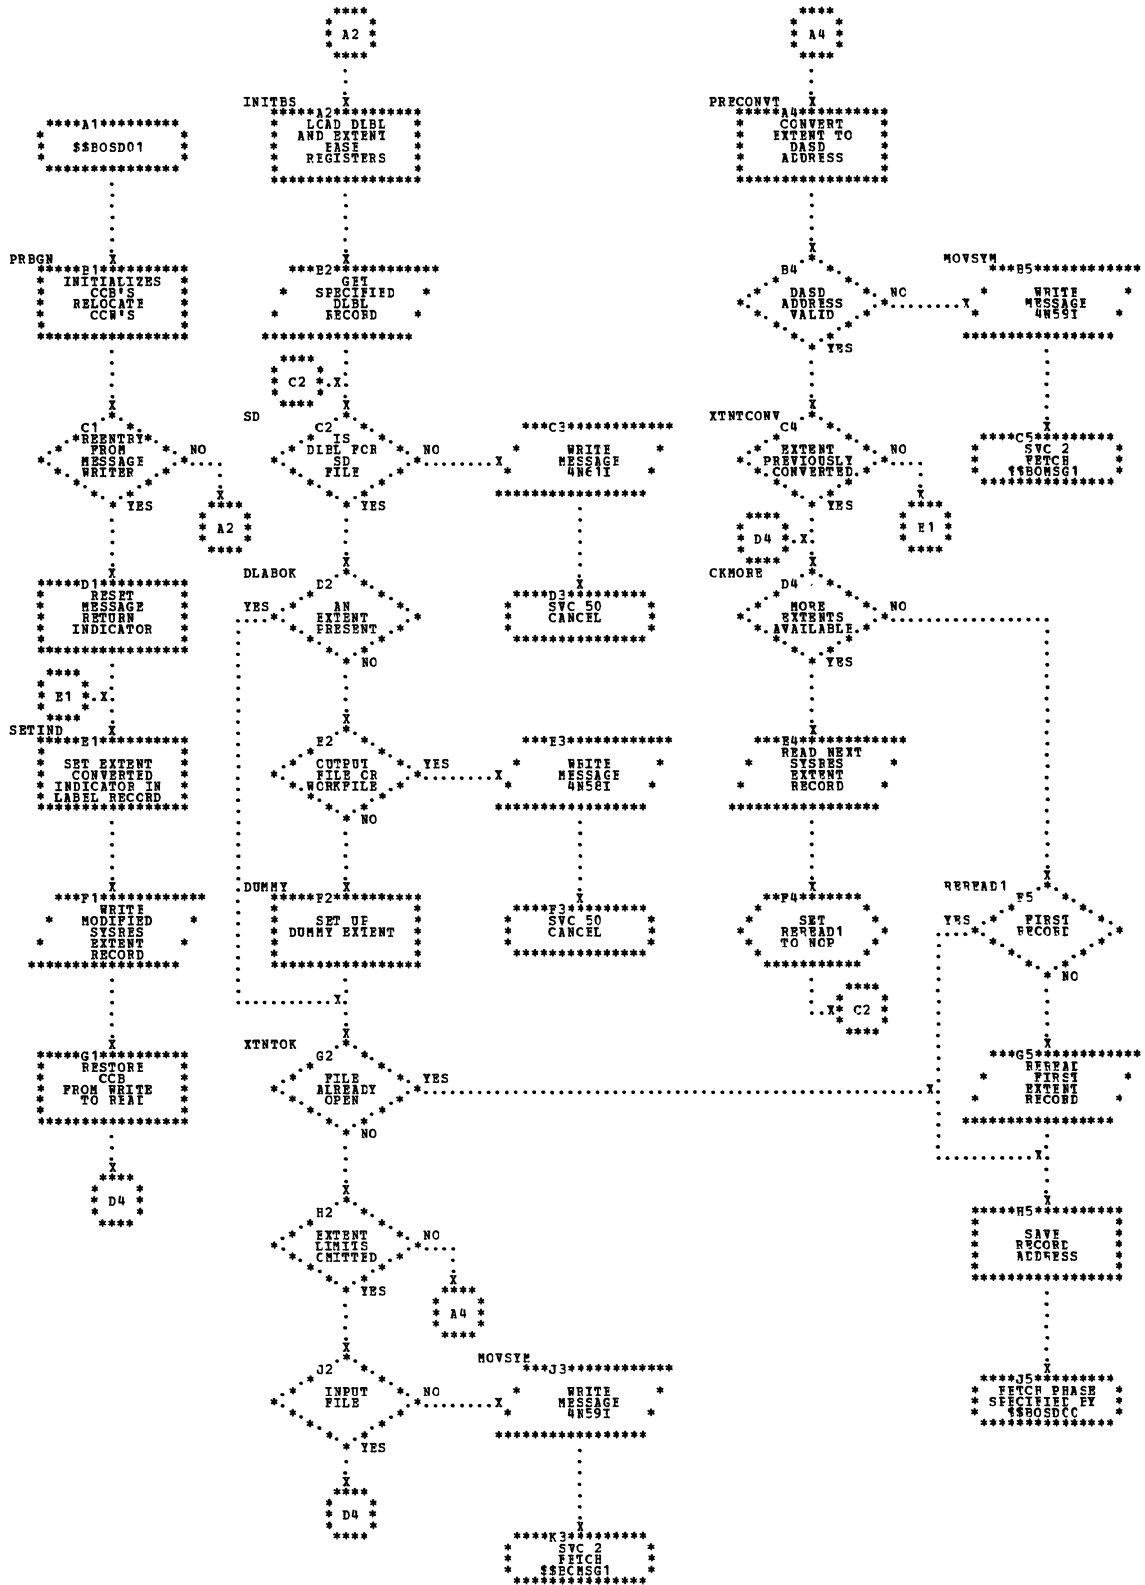 A1
$$BOSD01
PRBGN
B1
INITIALIZES
CCB'S
RELOCATE
CCW'S
C1
REENTRY
FROM
MESSAGE
WRITER
NO
YES
A2
D1
RESET
MESSAGE
RETURN
INDICATOR
E1
SETIND
E1
SET EXTENT
CONVERTED
INDICATOR IN
LABEL RECORD
F1
WRITE
MODIFIED
SYSRES
EXTENT
RECORD
G1
RESTORE
CCB
FROM WRITE
TO READ
D4
A2
INITBS
A2
LCAD DLBL
AND EXTENT
EASE
REGISTERS
B2
GET
SPECIFIED
DLBL
RECORD
C2
SD
C2
IS
DLBL FCR
SD
FILE
NO
YES
C3
WRITE
MESSAGE
4N61I
D3
SVC 50
CANCEL
DLABOK
D2
AN
EXTENT
PRESENT
YES
NO
E2
CUTPUT
FILE CR
WORKFILE
YES
NO
E3
WRITE
MESSAGE
4N58I
F3
SVC 50
CANCEL
DUMMY
F2
SET UP
DUMMY EXTENT
XTNTOK
G2
FILE
ALREADY
OPEN
YES
NO
H2
EXTENT
LIMITS
CMITTED
NO
YES
A4
J2
INPUT
FILE
NO
YES
D4
MOVSYM
J3
WRITE
MESSAGE
4N59I
K3
SVC 2
FETCH
$$BCMSG1
A4
PRECONVT
A4
CONVERT
EXTENT TO
DASD
ADDRESS
B4
DASD
ADDRESS
VALID
NO
YES
MOVSYM
B5
WRITE
MESSAGE
4N59I
C5
SVC 2
FETCH
$$BOMSG1
XTNTCONV
C4
EXTENT
PREVIOUSLY
CONVERTED
NO
YES
E1
D4
CKMORE
D4
MORE
EXTENTS
AVAILABLE
NO
YES
E4
READ NEXT
SYSRES
EXTENT
RECORD
F4
SET
REREAD1
TO NOP
C2
REREAD1
F5
FIRST
RECORD
YES
NO
G5
REREAD
FIRST
EXTENT
RECORD
H5
SAVE
RECORD
ADDRESS
J5
FETCH PHASE
SPECIFIED BY
$$BOSDCC